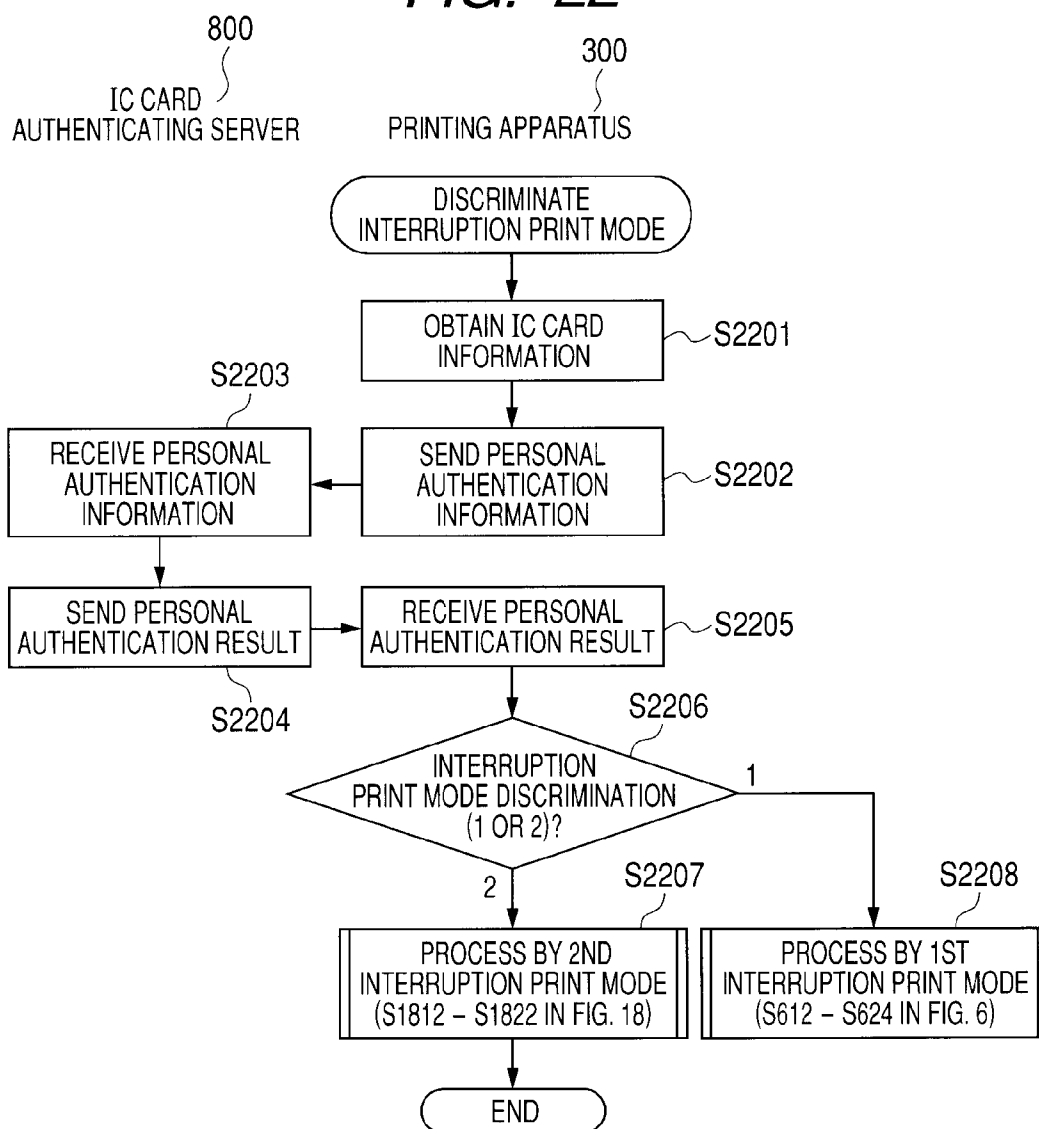 FIG. 22
800
300
IC CARD
AUTHENTICATING SERVER
PRINTING APPARATUS
DISCRIMINATE
INTERRUPTION PRINT MODE
OBTAIN IC CARD
INFORMATION
S2201
S2203
RECEIVE PERSONAL
AUTHENTICATION
INFORMATION
SEND PERSONAL
AUTHENTICATION
INFORMATION
S2202
SEND PERSONAL
AUTHENTICATION RESULT
S2204
RECEIVE PERSONAL
AUTHENTICATION RESULT
S2205
S2206
INTERRUPTION
PRINT MODE DISCRIMINATION
(1 OR 2)?
1
2
S2207
PROCESS BY 2ND
INTERRUPTION PRINT MODE
(S1812 – S1822 IN FIG. 18)
S2208
PROCESS BY 1ST
INTERRUPTION PRINT MODE
(S612 – S624 IN FIG. 6)
END